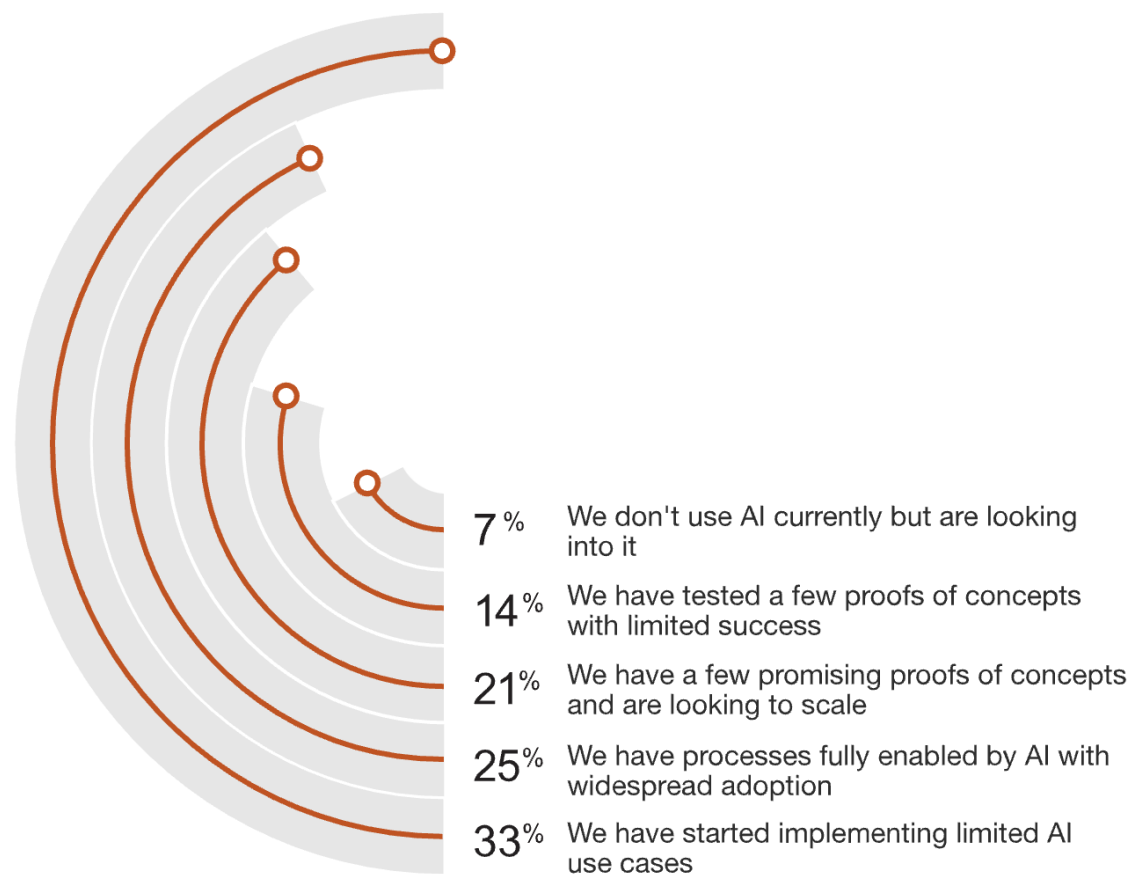 7% We don't use AI currently but are looking
into it
14% We have tested a few proofs of concepts
with limited success
21% We have a few promising proofs of concepts
and are looking to scale
25% We have processes fully enabled by AI with
widespread adoption
33% We have started implementing limited AI
use cases